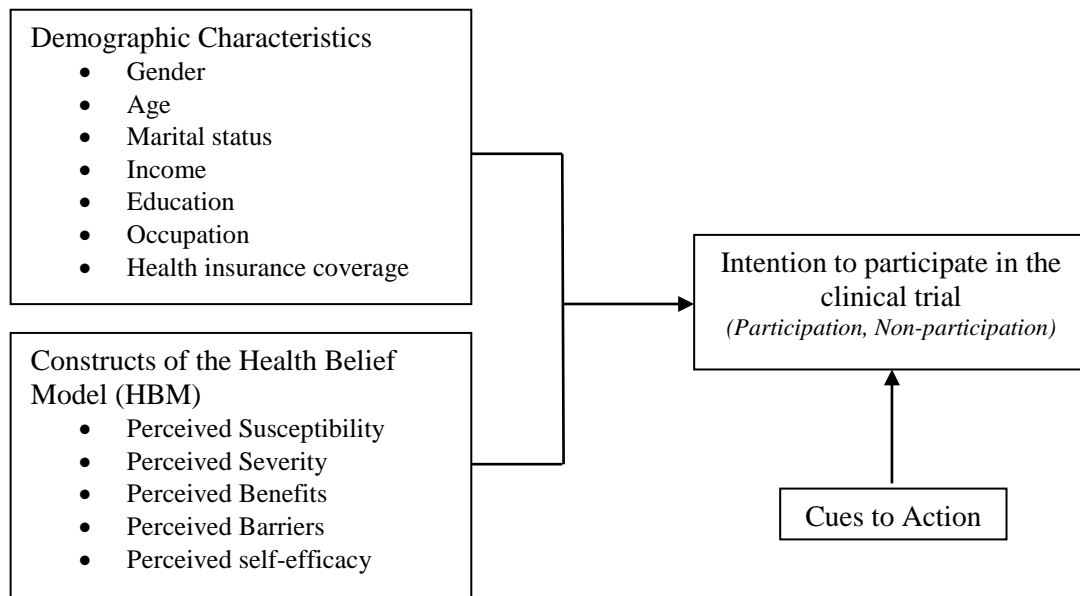 Demographic Characteristics
• Gender
• Age
• Marital status
• Income
• Education
• Occupation
• Health insurance coverage
Constructs of the Health Belief
Model (HBM)
• Perceived Susceptibility
• Perceived Severity
• Perceived Benefits
• Perceived Barriers
• Perceived self-efficacy
Intention to participate in the
clinical trial
(Participation, Non-participation)
Cues to Action